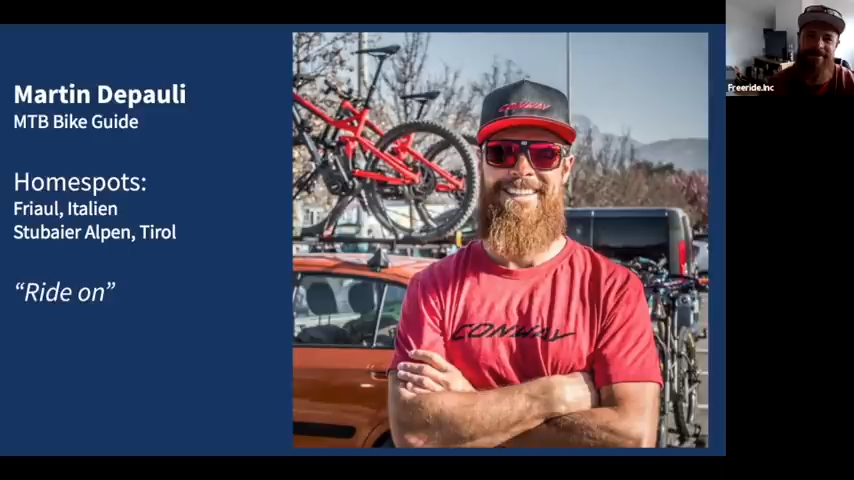 Martin Depauli
MTB Bike Guide
Homespots:
Friaul, Italien
Stubaier Alpen, Tirol
“Ride on”
CONWAY
CONWAY
Freeride.Inc